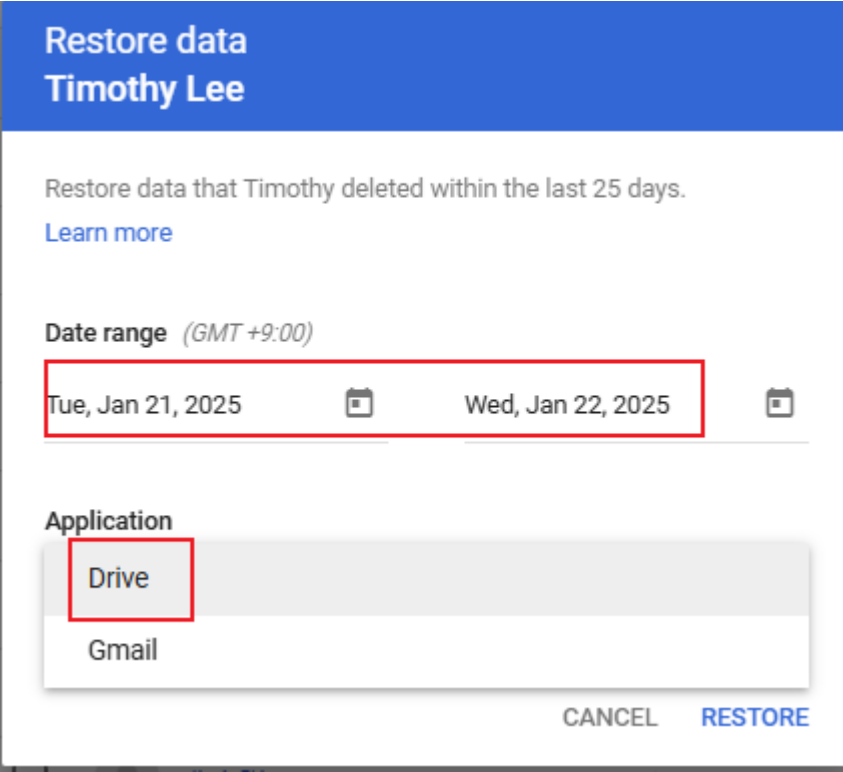 Restore data
Timothy Lee
Restore data that Timothy deleted within the last 25 days.
Learn more
Date range (GMT +9:00)
Tue, Jan 21, 2025 Wed, Jan 22, 2025
Application
Drive
Gmail
CANCEL RESTORE